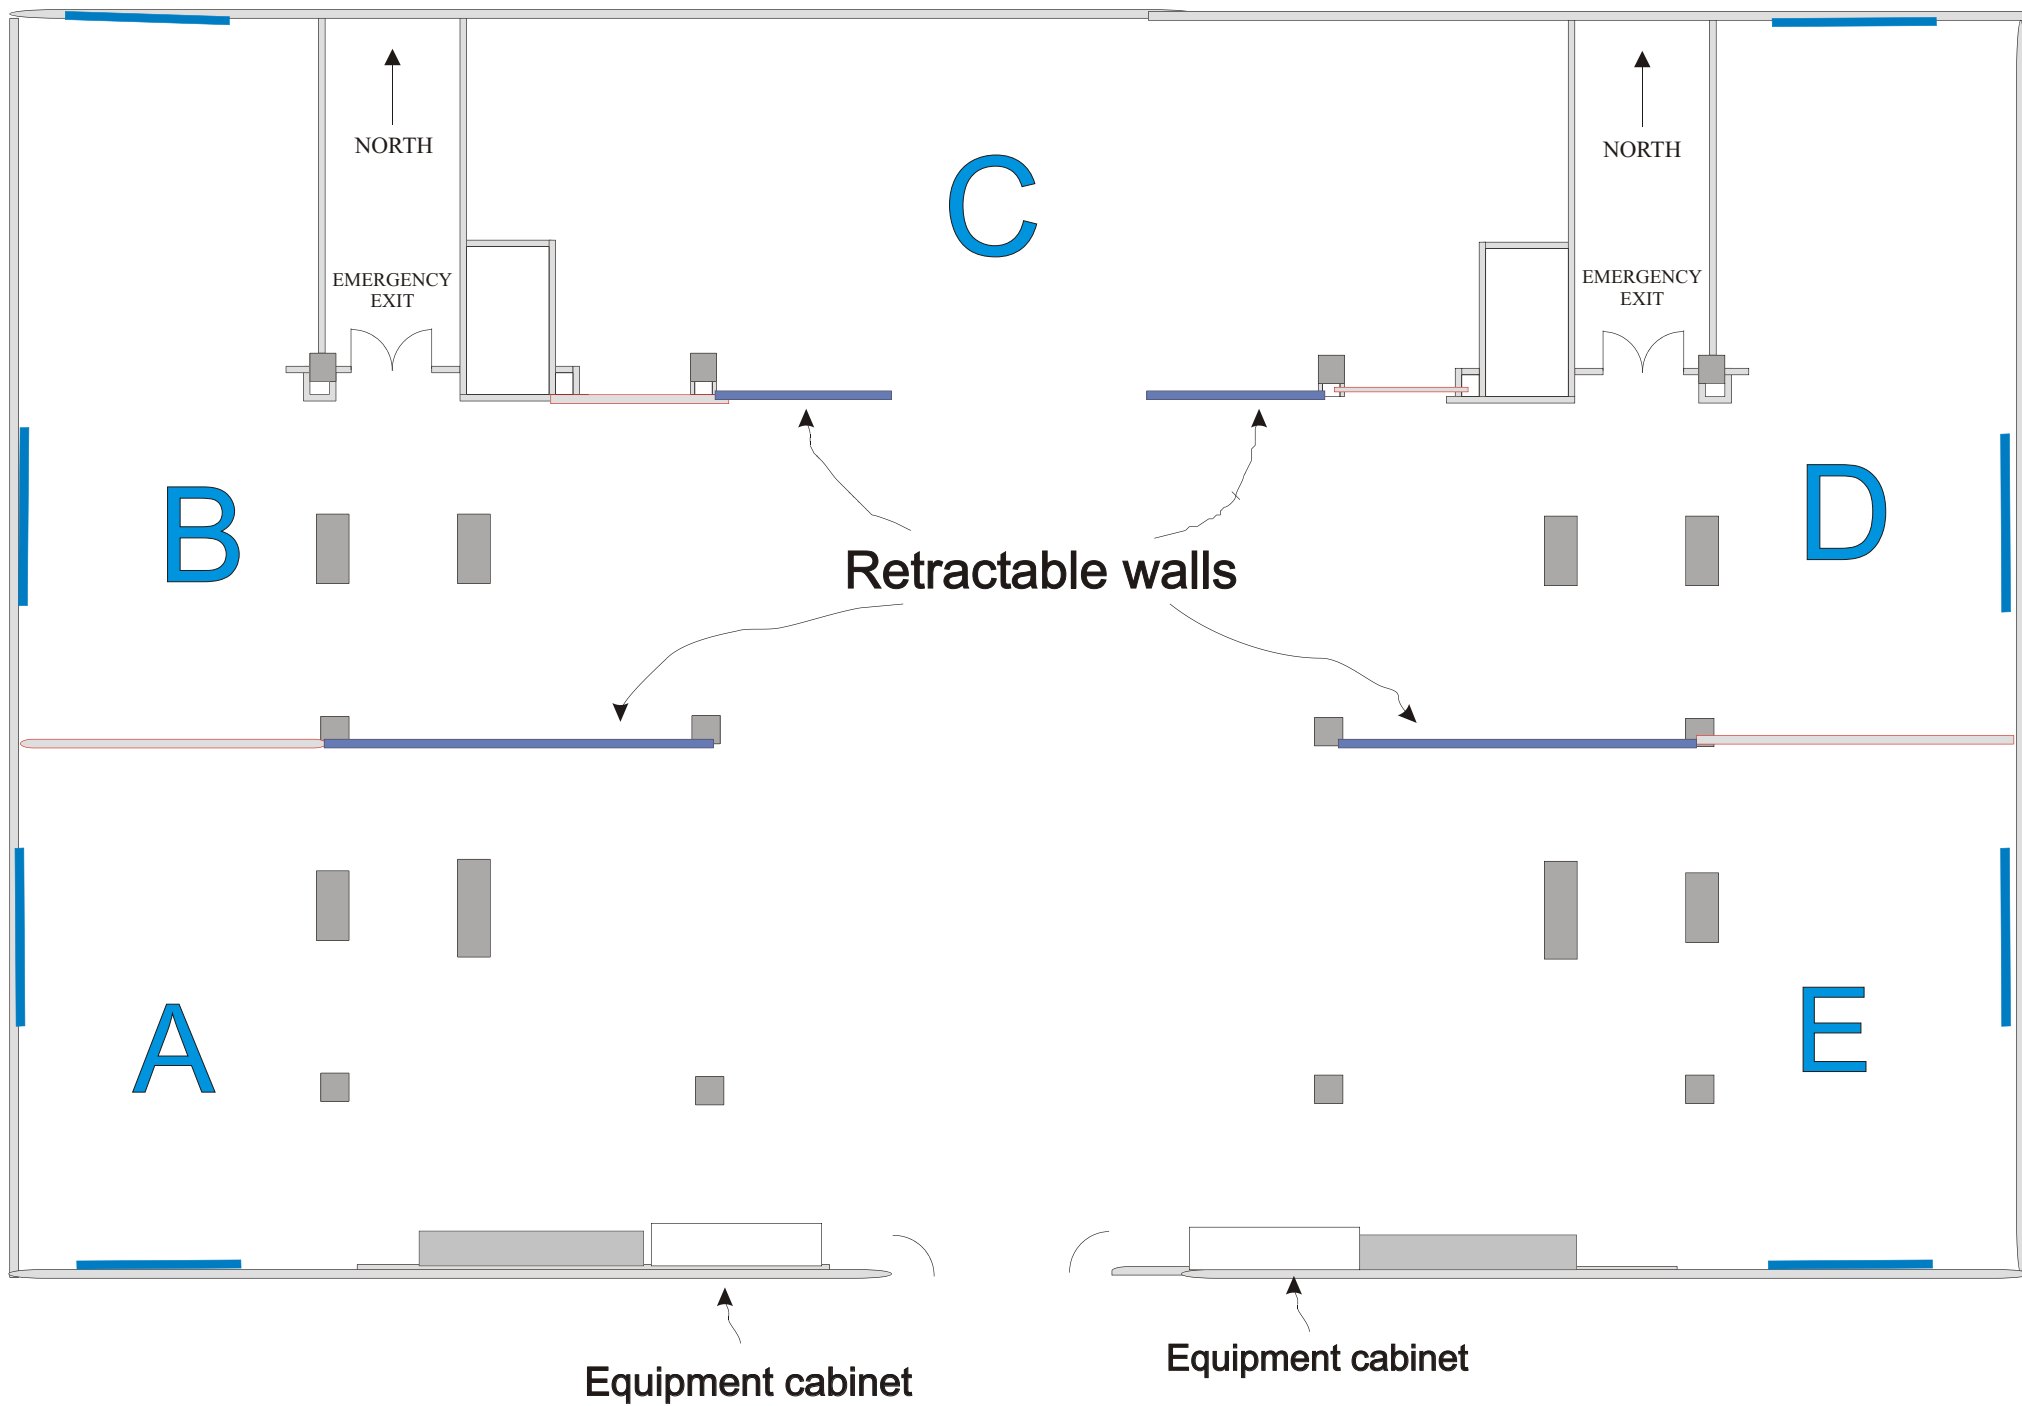 NORTH
NORTH
C
EMERGENCY
EXIT
EMERGENCY
EXIT
B
D
Retractable walls
A
E
Equipment cabinet
Equipment cabinet